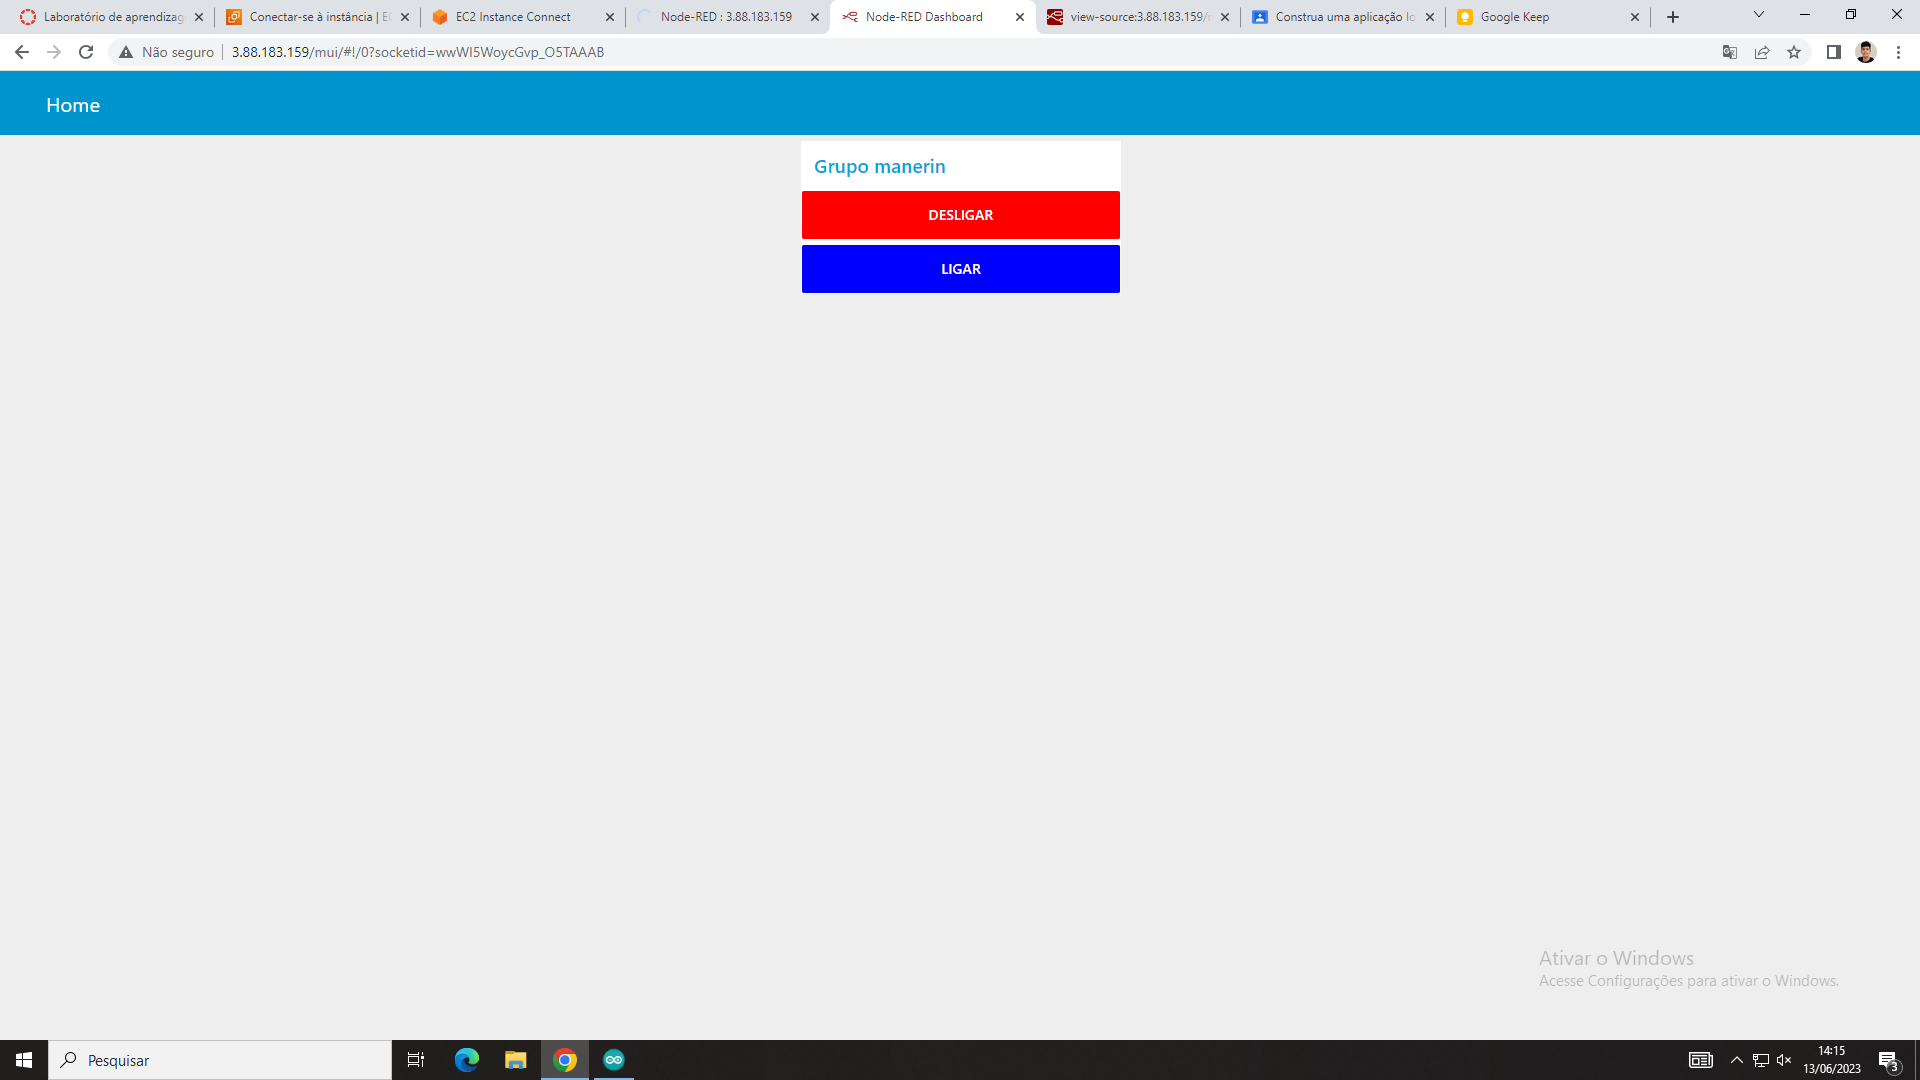 Laboratório de aprendizag
Conectar-se à instância | EC
EC2 Instance Connect
Node-RED : 3.88.183.159
Node-RED Dashboard
view-source:3.88.183.159/r
Construa uma aplicação Io
Google Keep
Não seguro
3.88.183.159/mui/#!/0?socketid=wwWI5WoycGvp_O5TAAAB
Home
Grupo manerin
DESLIGAR
LIGAR
Ativar o Windows
Acesse Configurações para ativar o Windows.
Pesquisar
14:15
13/06/2023
3